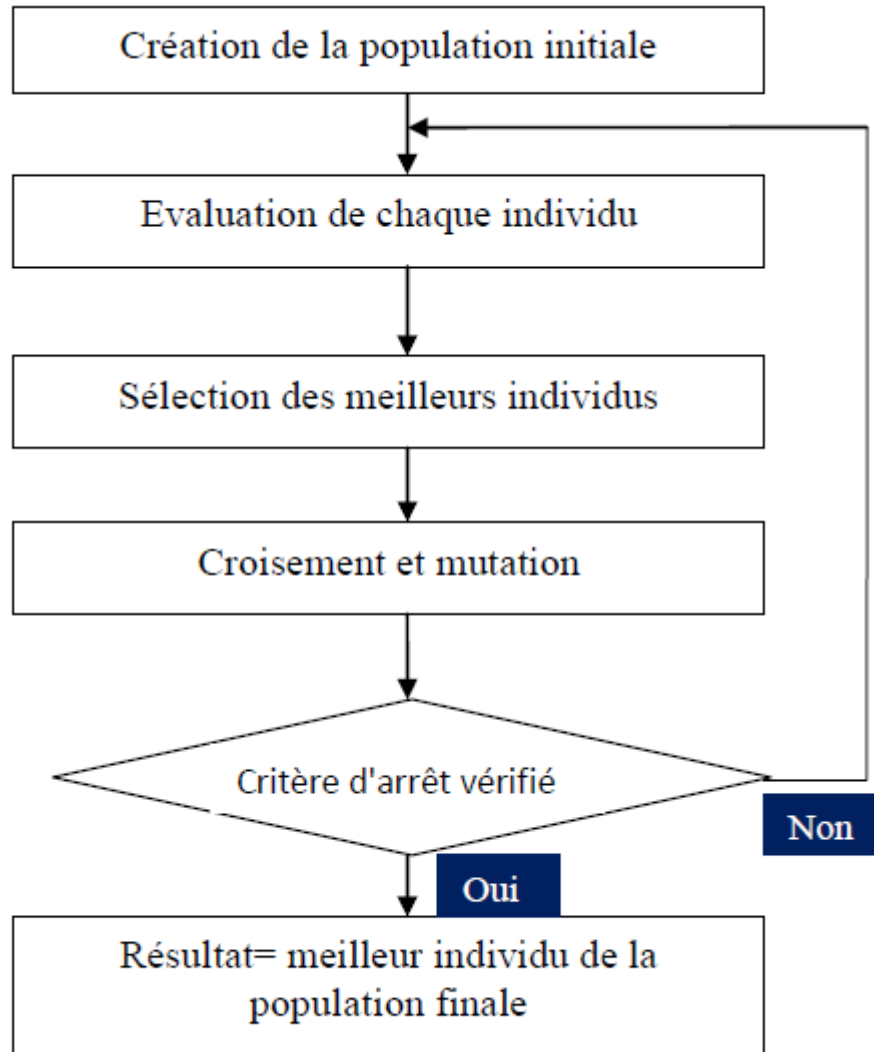 Création de la population initiale
Evaluation de chaque individu
Sélection des meilleurs individus
Croisement et mutation
Critère d'arrêt vérifié
Non
Oui
Résultat= meilleur individu de la
population finale